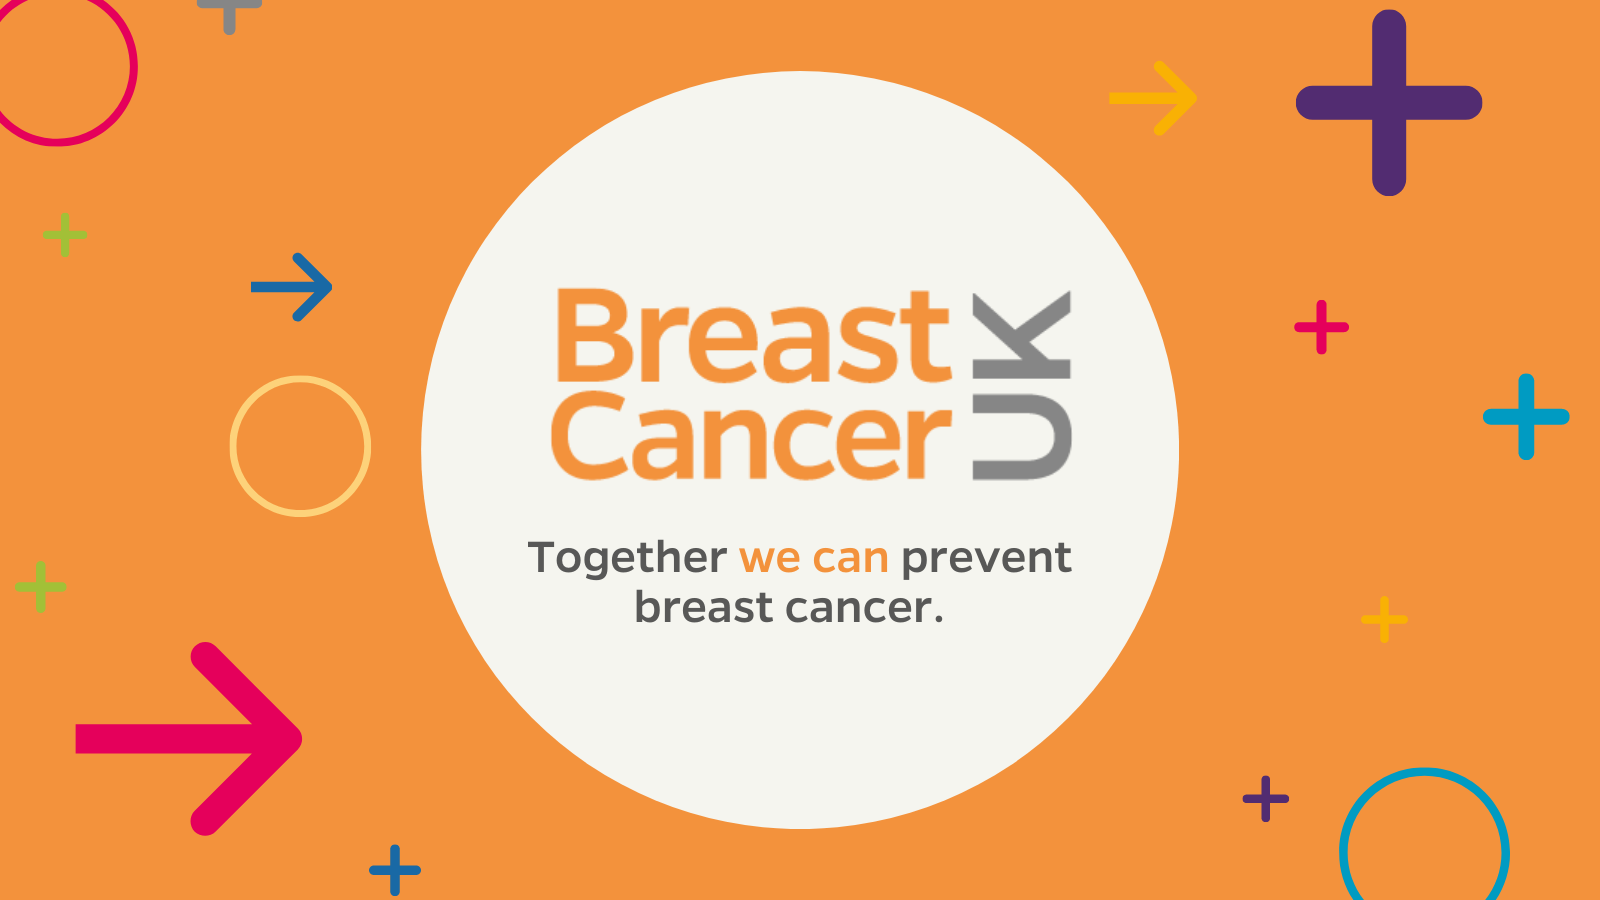 Breast
Cancer
UK
Together we can prevent
breast cancer.